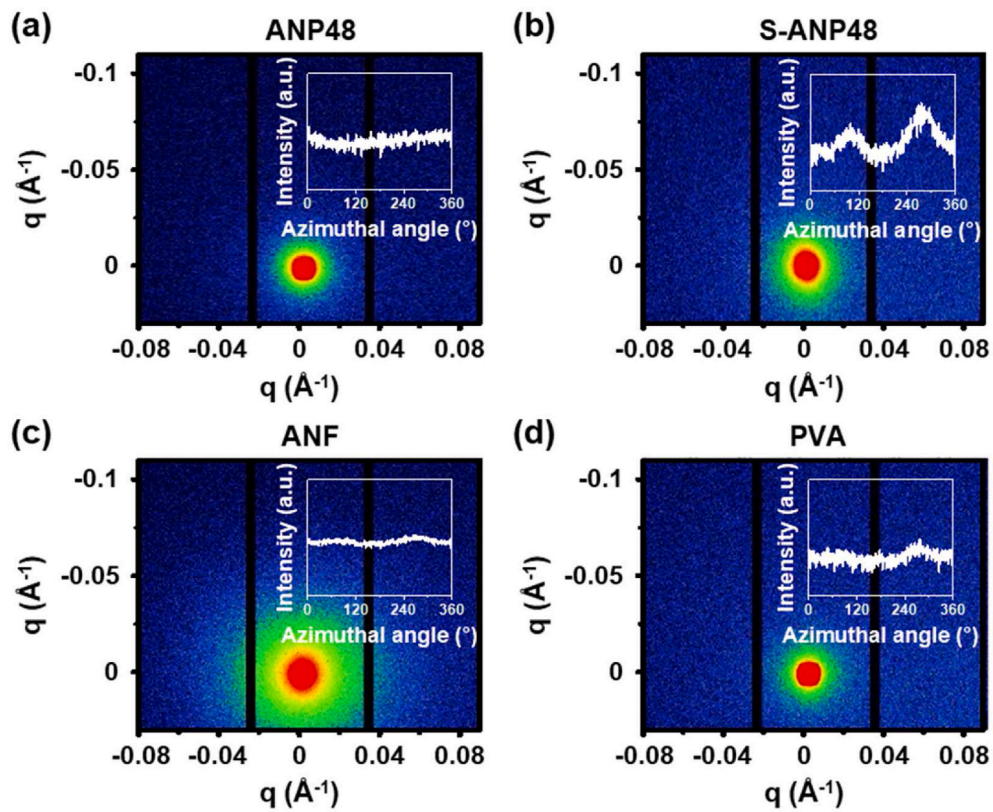 (a) ANP48
-0.1
-0.05
0
q (Å-1)
Intensity (a.u.)
0 120 240 360
Azimuthal angle (°)
-0.08 -0.04 0 0.04 0.08
q (Å-1)
(b) S-ANP48
-0.1
-0.05
0
q (Å-1)
Intensity (a.u.)
0 120 240 360
Azimuthal angle (°)
-0.08 -0.04 0 0.04 0.08
q (Å-1)
(c) ANF
-0.1
-0.05
0
q (Å-1)
Intensity (a.u.)
0 120 240 360
Azimuthal angle (°)
-0.08 -0.04 0 0.04 0.08
q (Å-1)
(d) PVA
-0.1
-0.05
0
q (Å-1)
Intensity (a.u.)
0 120 240 360
Azimuthal angle (°)
-0.08 -0.04 0 0.04 0.08
q (Å-1)